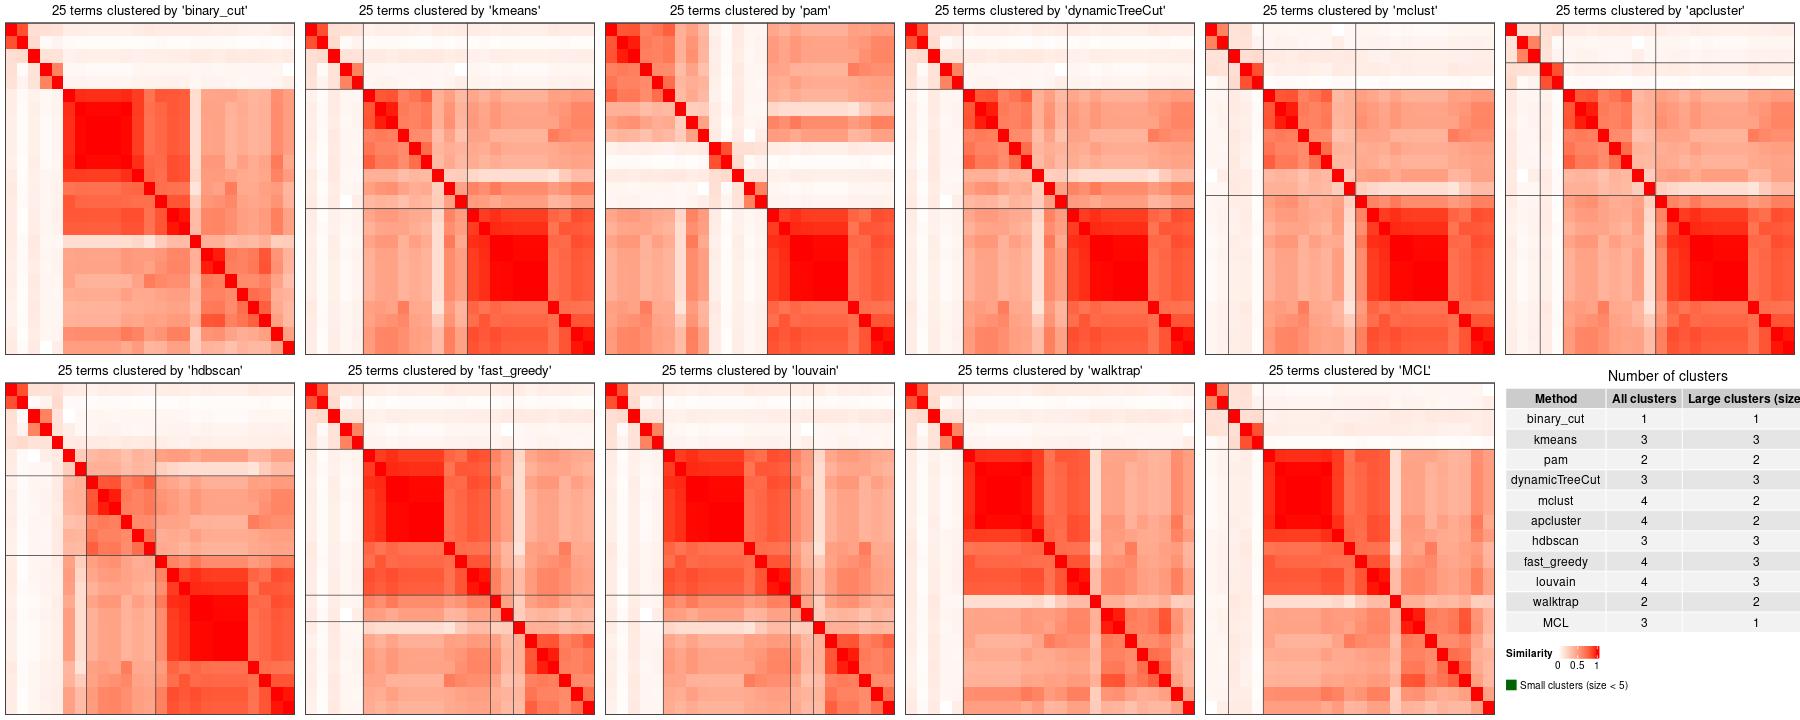 25 terms clustered by 'binary_cut'
25 terms clustered by 'kmeans'
25 terms clustered by 'pam'
25 terms clustered by 'dynamicTreeCut'
25 terms clustered by 'mclust'
25 terms clustered by 'apcluster'
25 terms clustered by 'hdbscan'
25 terms clustered by 'fast_greedy'
25 terms clustered by 'louvain'
25 terms clustered by 'walktrap'
25 terms clustered by 'MCL'
Number of clusters
Method All clusters Large clusters (size
binary_cut 1 1
kmeans 3 3
pam 2 2
dynamicTreeCut 3 3
mclust 4 2
apcluster 4 2
hdbscan 3 3
fast_greedy 4 3
louvain 4 3
walktrap 2 2
MCL 3 1
Similarity
0 0.5 1
Small clusters (size < 5)